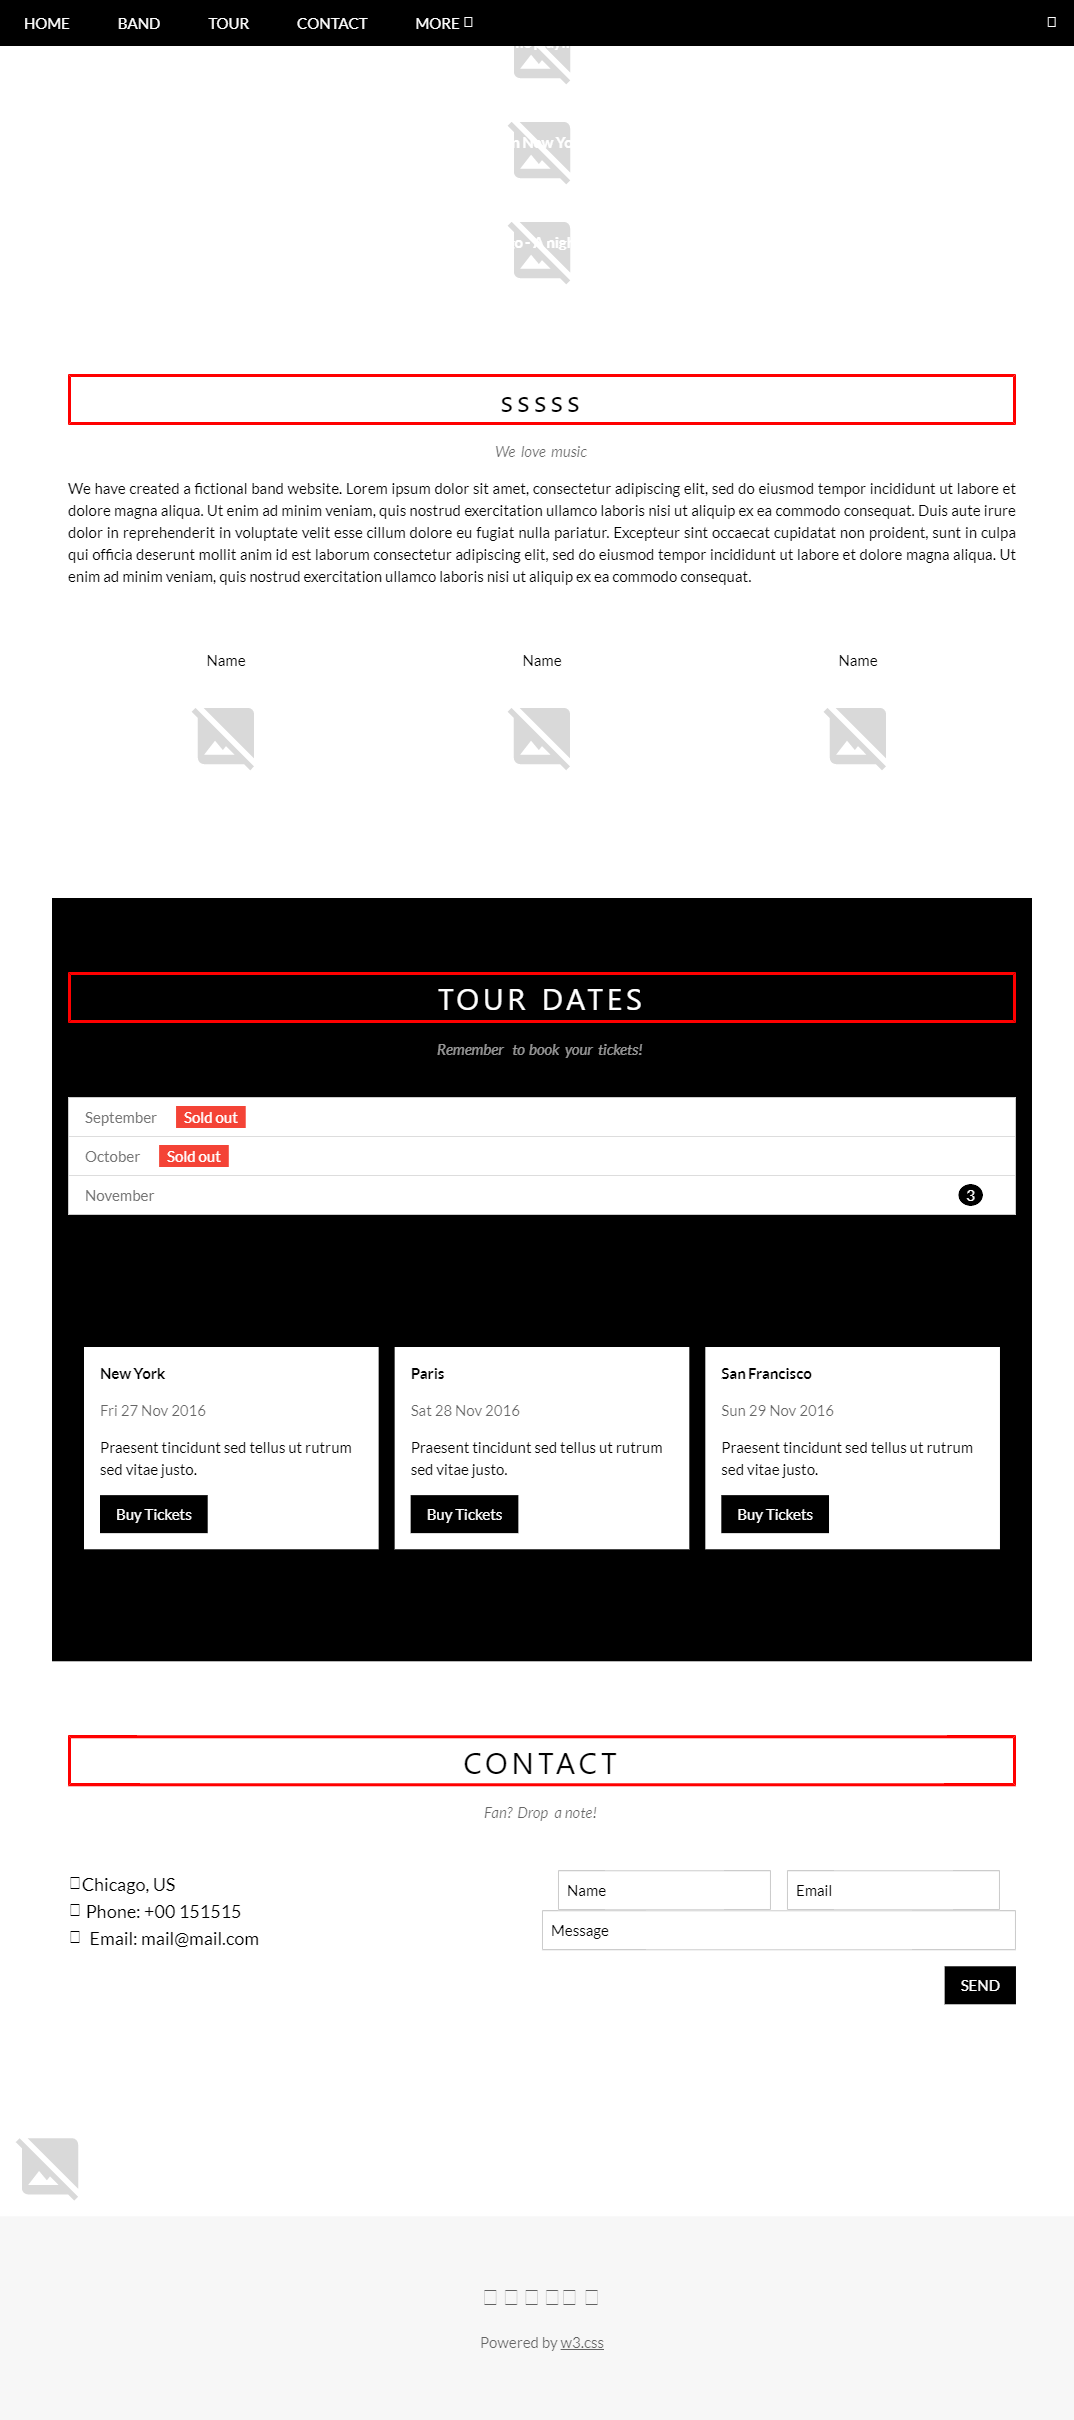 HOME BAND TOUR CONTACT MORE
sssss
We love music
We have created a fictional band website. Lorem ipsum dolor sit amet, consectetur adipiscing elit, sed do eiusmod tempor incididunt ut labore et
dolore magna aliqua. Ut enim ad minim veniam, quis nostrud exercitation ullamco laboris nisi ut aliquip ex ea commodo consequat. Duis aute irure
dolor in reprehenderit in voluptate velit esse cillum dolore eu fugiat nulla pariatur. Excepteur sint occaecat cupidatat non proident, sunt in culpa
qui officia deserunt mollit anim id est laborum consectetur adipiscing elit, sed do eiusmod tempor incididunt ut labore et dolore magna aliqua. Ut
enim ad minim veniam, quis nostrud exercitation ullamco laboris nisi ut aliquip ex ea commodo consequat.
Name Name Name
TOUR DATES
Remember to book your tickets!
September Sold out
October Sold out
November 3
New York
Fri 27 Nov 2016
Praesent tincidunt sed tellus ut rutrum
sed vitae justo.
Buy Tickets
Paris
Sat 28 Nov 2016
Praesent tincidunt sed tellus ut rutrum
sed vitae justo.
Buy Tickets
San Francisco
Sun 29 Nov 2016
Praesent tincidunt sed tellus ut rutrum
sed vitae justo.
Buy Tickets
CONTACT
Fan? Drop a note!
Chicago, US
Phone: +00 151515
Email: mail@mail.com
Name Email
Message
SEND
Powered by w3.css